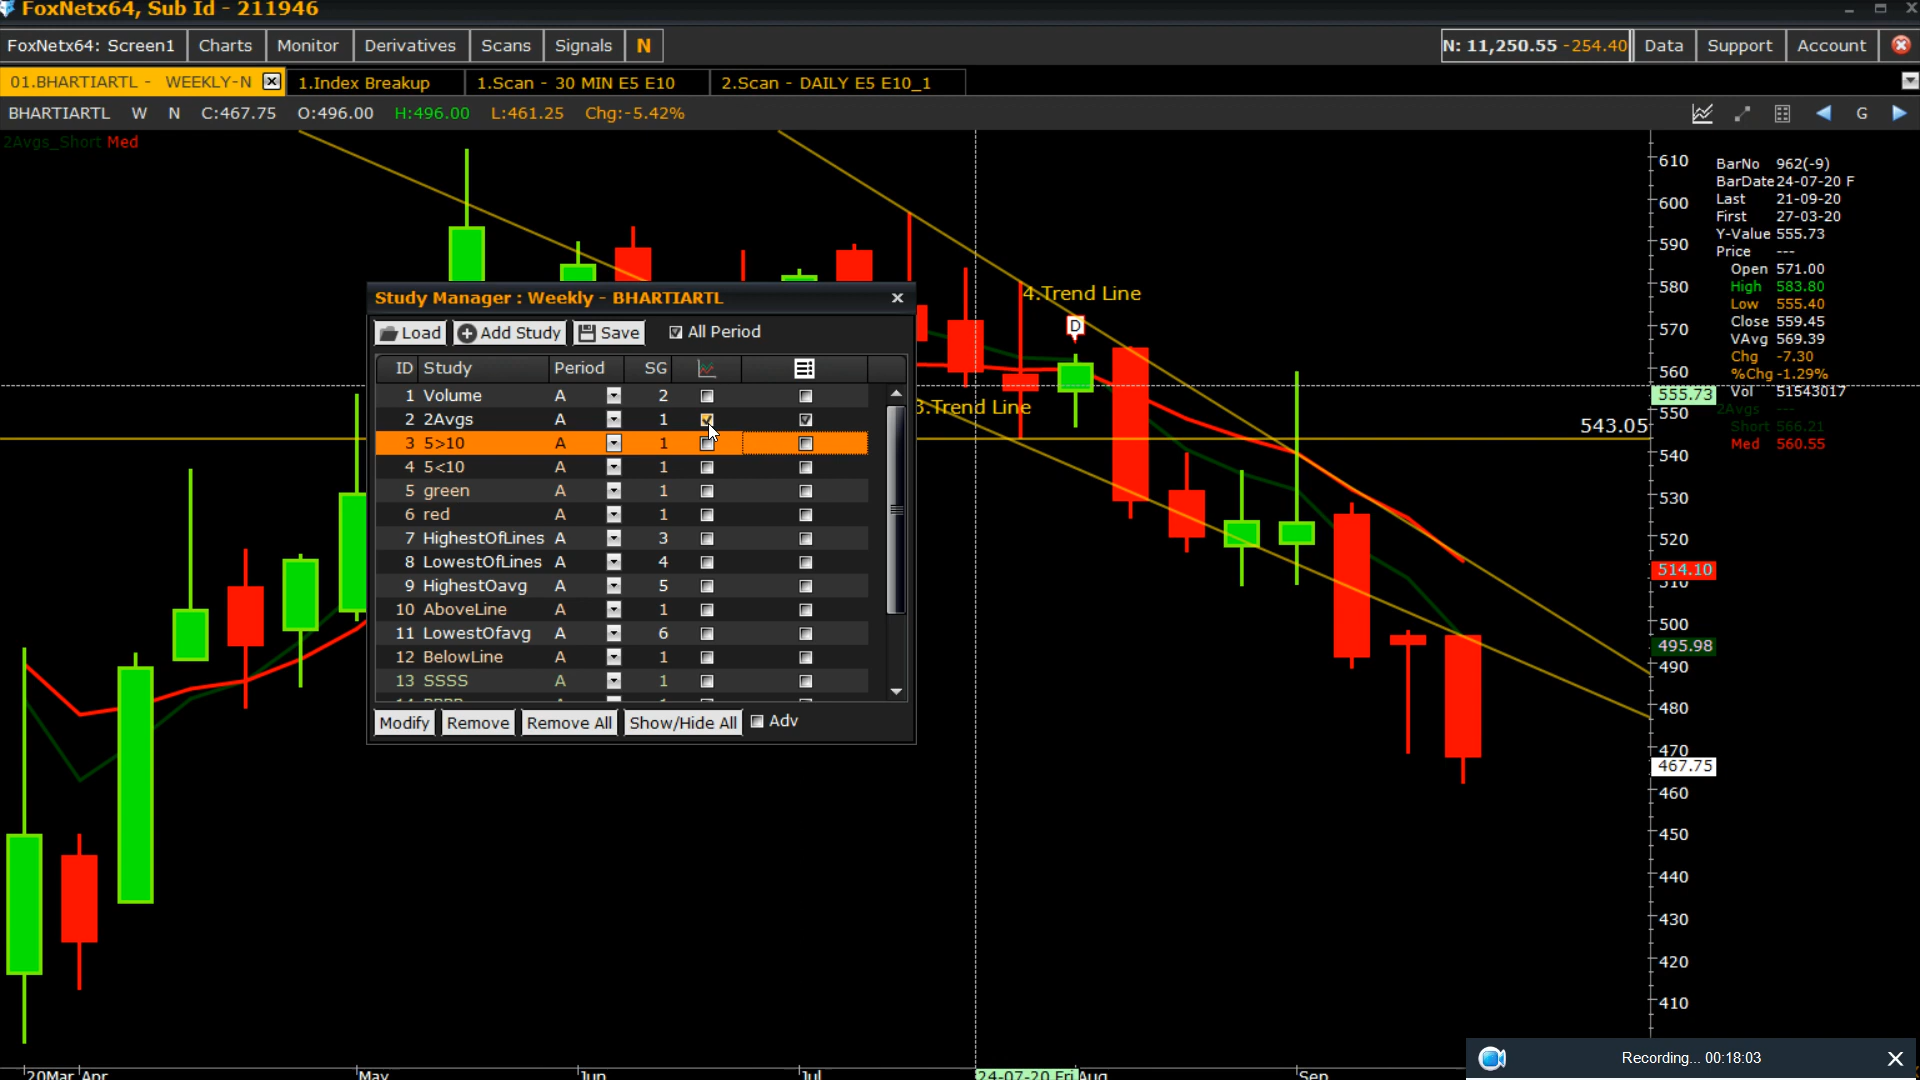 FoxNetx64, Sub Id - 211946
FoxNetx64: Screen1 Charts Monitor Derivatives Scans Signals N N: 11,250.55 -254.40 Data Support Account
01.BHARTIARTL - WEEKLY-N 1.Index Breakup 1.Scan - 30 MIN E5 E10 2.Scan - DAILY E5 E10_1
BHARTIARTL W N C:467.75 O:496.00 H:496.00 L:461.25 Chg:-5.42% G
2Avgs_Short Med
4.Trend Line
D
3.Trend Line
543.05
Study Manager : Weekly - BHARTIARTL
Load Add Study Save All Period
ID Study Period SG
1 Volume A 2
2 2Avgs A 1
3 5>10 A 1
4 5<10 A 1
5 green A 1
6 red A 1
7 HighestOfLines A 3
8 LowestOfLines A 4
9 HighestOavg A 5
10 AboveLine A 1
11 LowestOfavg A 6
12 BelowLine A 1
13 SSSS A 1
Modify Remove Remove All Show/Hide All Adv
610
600
590
580
570
560
555.73
550
540
530
520
514.10
510
500
495.98
490
480
470
467.75
460
450
440
430
420
410
BarNo 962(-9)
BarDate 24-07-20 F
Last 21-09-20
First 27-03-20
Y-Value 555.73
Price ---
Open 571.00
High 583.80
Low 555.40
Close 559.45
VAvg 569.39
Chg -7.30
%Chg -1.29%
Vol 51543017
2Avgs ---
Short 566.21
Med 560.55
20Mar Apr May Jun Jul 24-07-20 Fri Aug Sep
Recording... 00:18:03